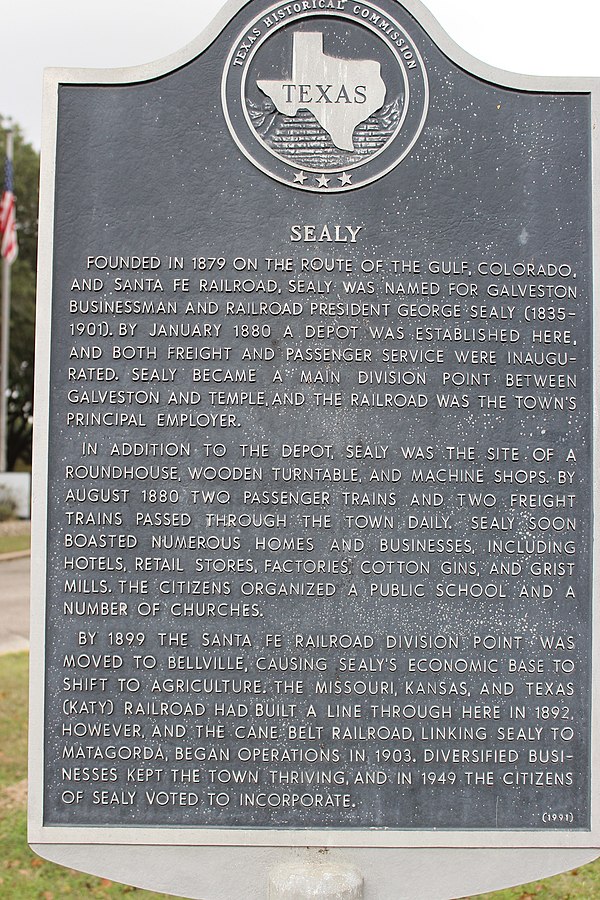 TEXAS HISTORICAL COMMISSION
TEXAS
SEALY
FOUNDED IN 1879 ON THE ROUTE OF THE GULF, COLORADO,
AND SANTA FE RAILROAD, SEALY WAS NAMED FOR GALVESTON
BUSINESSMAN AND RAILROAD PRESIDENT GEORGE SEALY (1835-
1901). BY JANUARY 1880 A DEPOT WAS ESTABLISHED HERE,
AND BOTH FREIGHT AND PASSENGER SERVICE WERE INAUGU-
RATED. SEALY BECAME A MAIN DIVISION POINT BETWEEN
GALVESTON AND TEMPLE, AND THE RAILROAD WAS THE TOWN'S
PRINCIPAL EMPLOYER.
IN ADDITION TO THE DEPOT, SEALY WAS THE SITE OF A
ROUNDHOUSE, WOODEN TURNTABLE, AND MACHINE SHOPS. BY
AUGUST 1880 TWO PASSENGER TRAINS AND TWO FREIGHT
TRAINS PASSED THROUGH THE TOWN DAILY. SEALY SOON
BOASTED NUMEROUS HOMES AND BUSINESSES, INCLUDING
HOTELS, RETAIL STORES, FACTORIES, COTTON GINS, AND GRIST
MILLS. THE CITIZENS ORGANIZED A PUBLIC SCHOOL AND A
NUMBER OF CHURCHES.
BY 1899 THE SANTA FE RAILROAD DIVISION POINT WAS
MOVED TO BELLVILLE, CAUSING SEALY'S ECONOMIC BASE TO
SHIFT TO AGRICULTURE. THE MISSOURI, KANSAS, AND TEXAS
(KATY) RAILROAD HAD BUILT A LINE THROUGH HERE IN 1892,
HOWEVER, AND THE CANE BELT RAILROAD, LINKING SEALY TO
MATAGORDA, BEGAN OPERATIONS IN 1903. DIVERSIFIED BUSI-
NESSES KEPT THE TOWN THRIVING, AND IN 1949 THE CITIZENS
OF SEALY VOTED TO INCORPORATE.
(1991)